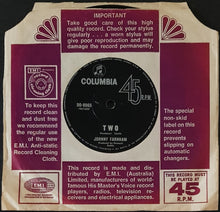 IMPORTANT
Take good care of this high quality
record. Check your stylus
regularly . . . a worn stylus will
give poor reproduction and may
damage the record permanently.
EMI
To keep this
record clean
and dust free
we recommend
the regular use
of the new
E.M.I. Anti-static
Record Cleaning
Cloth.
COLUMBIA
45
R.P.M.
TWO
JOHNNY FARNHAM
The special
non-skid
label on this
record
prevents
slipping on
automatic
changers.
This record is made and
distributed by E.M.I. (Australia)
Limited, manufacturers of
world famous His Master's Voice record
players, radios, television receivers
and electrical appliances.
EMI
THIS RECORD MUST
BE PLAYED AT
45
R.P.M.